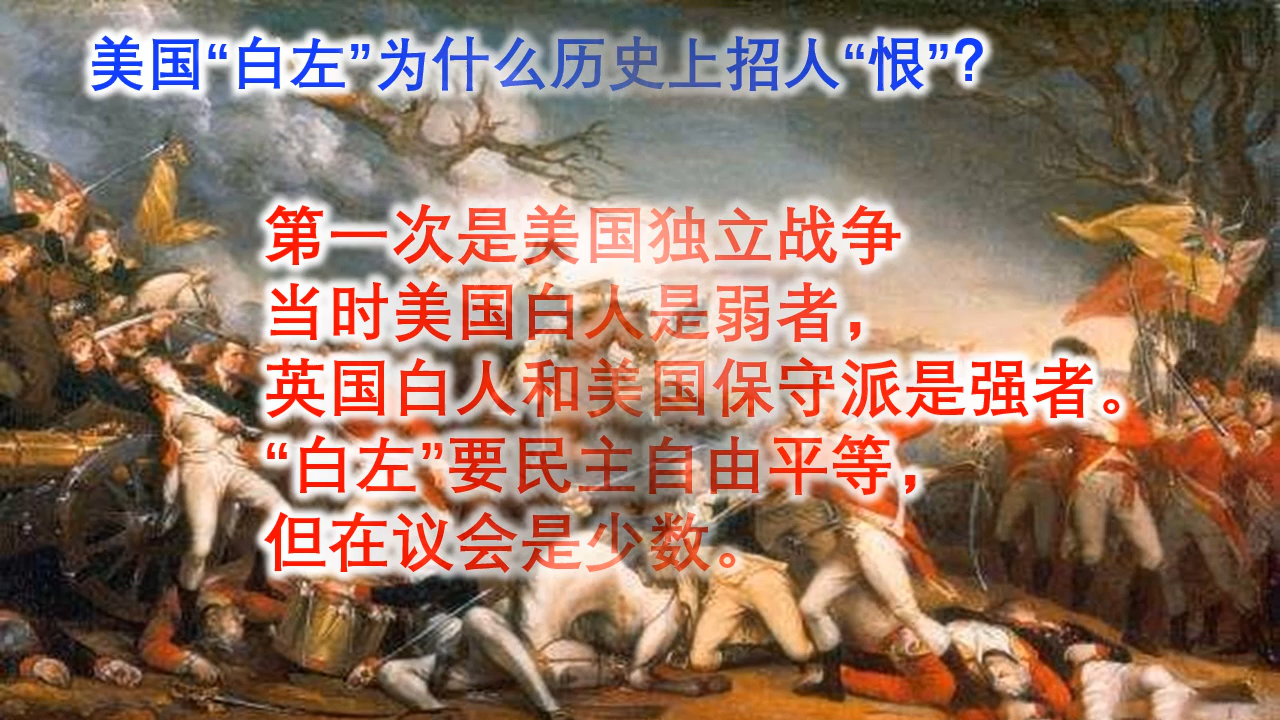 美国“白左”为什么历史上招人“恨”?
第一次是美国独立战争
当时美国白人是弱者，
英国白人和美国保守派是强者。
“白左”要民主自由平等，
但在议会是少数。